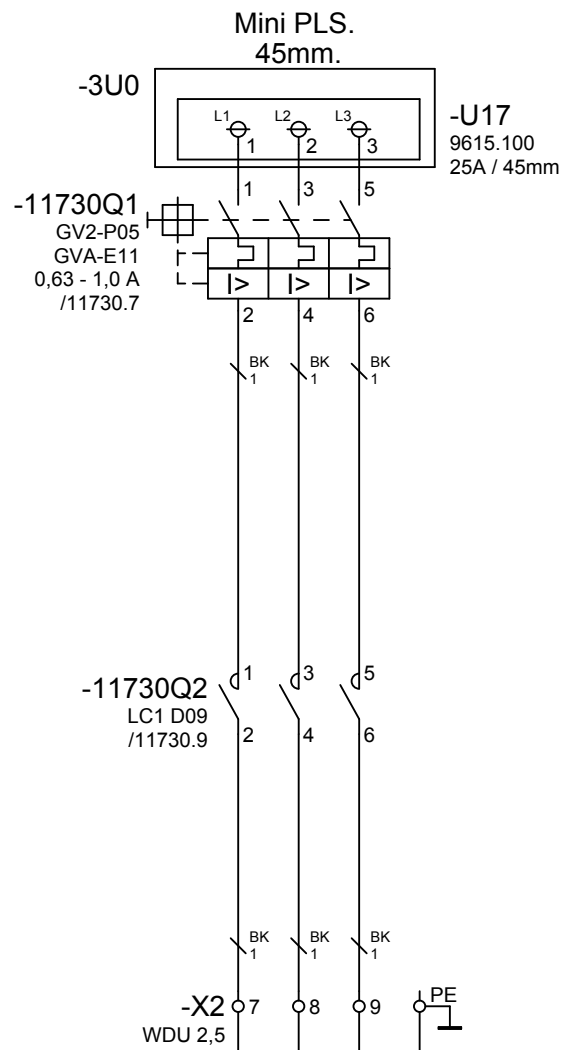 Mini PLS.
45mm.
-3U0
L1 L2 L3
1 2 3
-U17
9615.100
25A / 45mm
1 3 5
-11730Q1
GV2-P05
GVA-E11
0,63 - 1,0 A
/11730.7
I> I> I>
2 4 6
BK BK BK
1 1 1
1 3 5
-11730Q2
LC1 D09
/11730.9
2 4 6
BK BK BK
1 1 1
-X2 7 8 9 PE
WDU 2,5